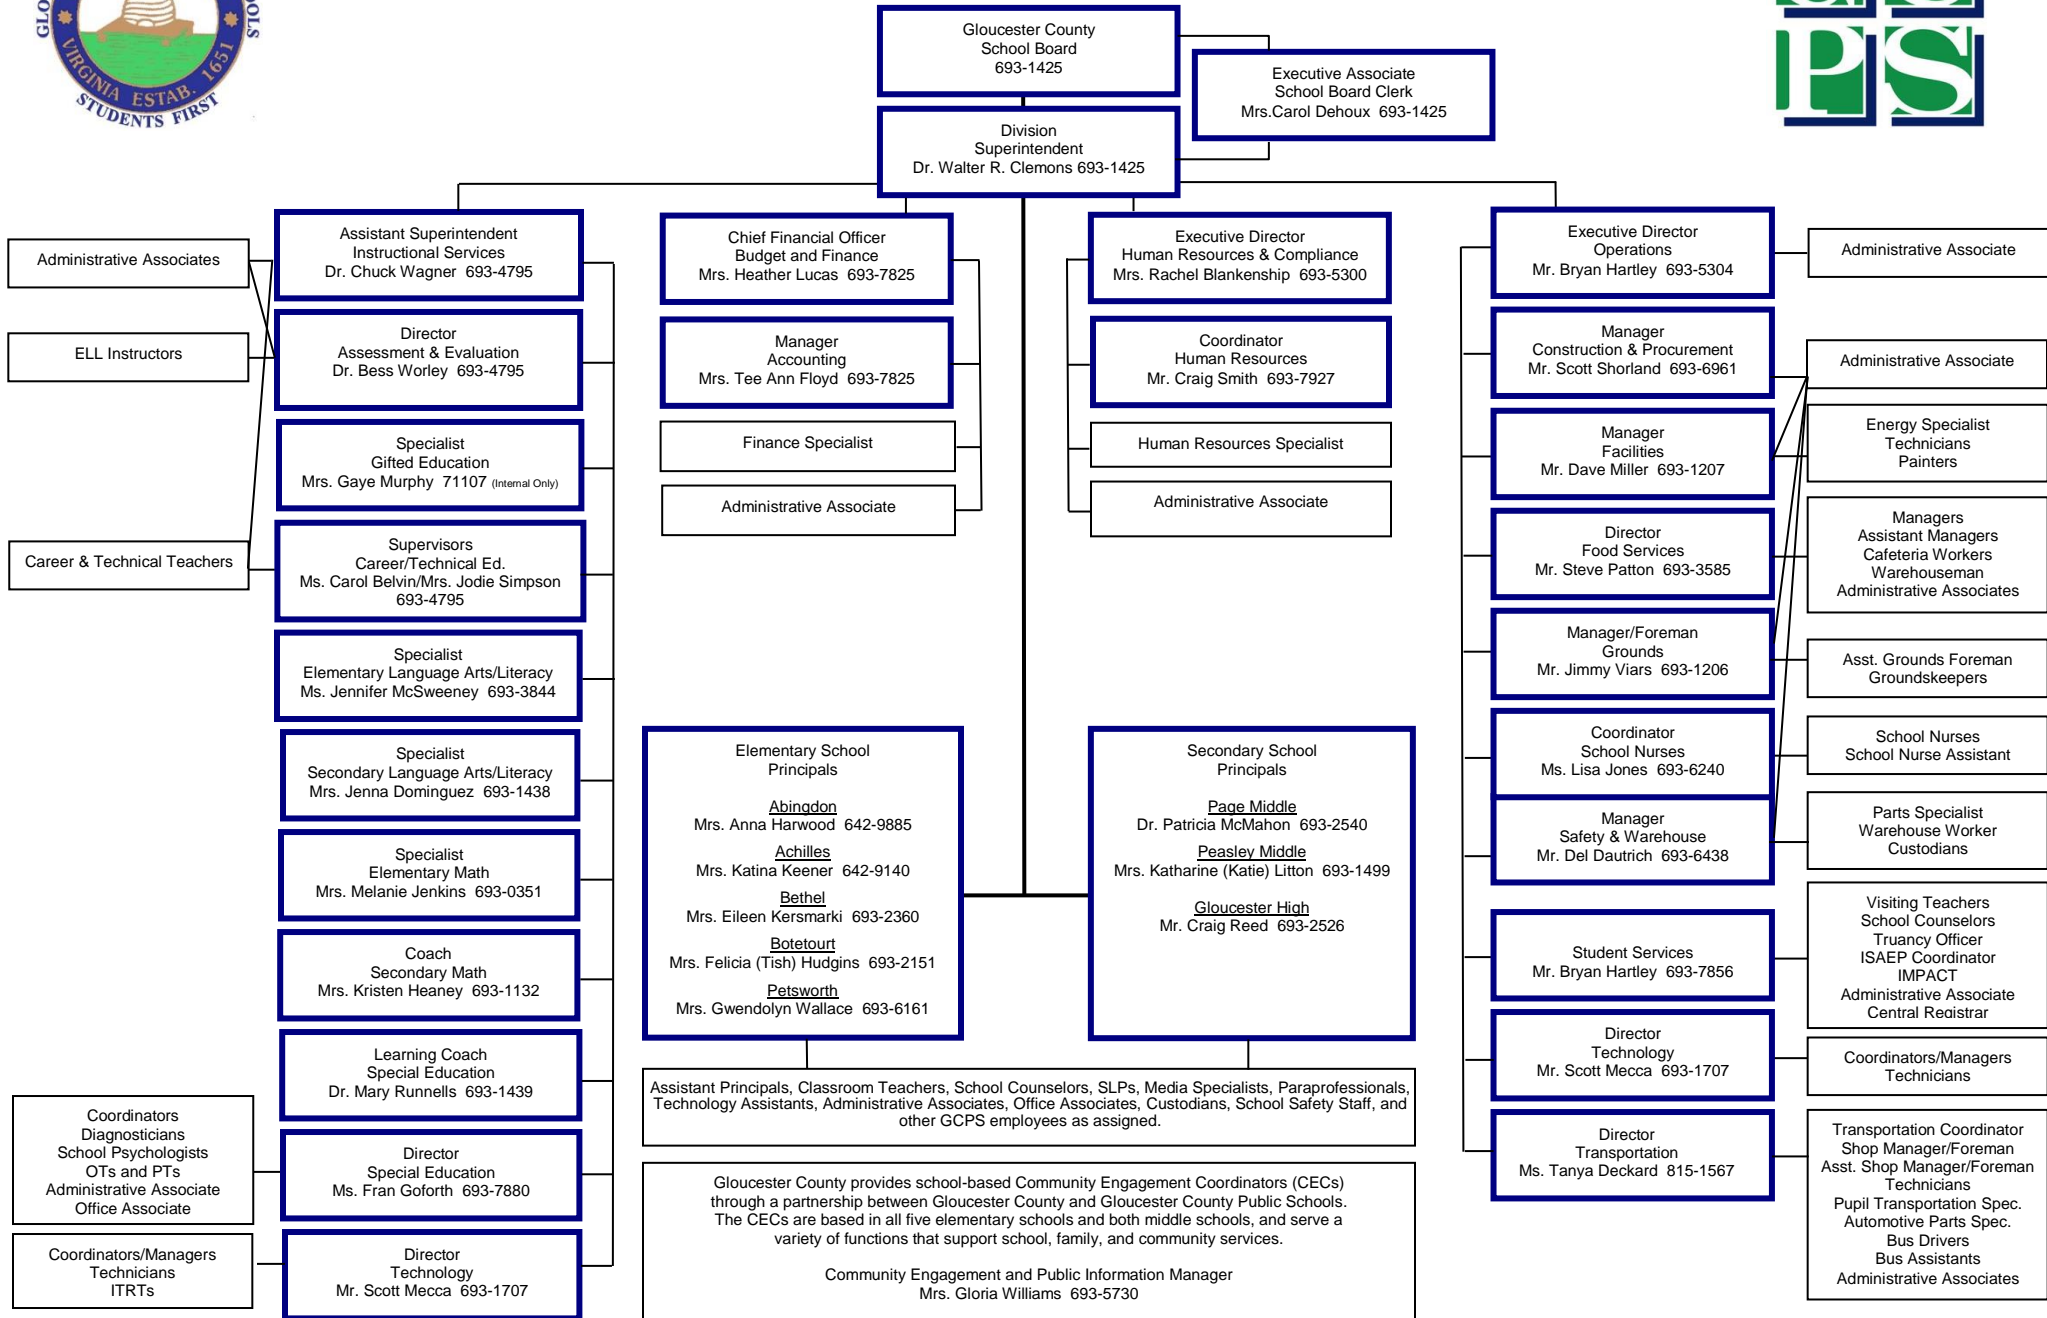 VIRGINIA ESTAB. 1651
STUDENTS FIRST
PS
Gloucester County
School Board
693-1425
Executive Associate
School Board Clerk
Mrs.Carol Dehoux 693-1425
Division
Superintendent
Dr. Walter R. Clemons 693-1425
Administrative Associates
ELL Instructors
Career & Technical Teachers
Coordinators
Diagnosticians
School Psychologists
OTs and PTs
Administrative Associate
Office Associate
Coordinators/Managers
Technicians
ITRTs
Assistant Superintendent
Instructional Services
Dr. Chuck Wagner 693-4795
Director
Assessment & Evaluation
Dr. Bess Worley 693-4795
Specialist
Gifted Education
Mrs. Gaye Murphy 71107 (Internal Only)
Supervisors
Career/Technical Ed.
Ms. Carol Belvin/Mrs. Jodie Simpson
693-4795
Specialist
Elementary Language Arts/Literacy
Ms. Jennifer McSweeney 693-3844
Specialist
Secondary Language Arts/Literacy
Mrs. Jenna Dominguez 693-1438
Specialist
Elementary Math
Mrs. Melanie Jenkins 693-0351
Coach
Secondary Math
Mrs. Kristen Heaney 693-1132
Learning Coach
Special Education
Dr. Mary Runnells 693-1439
Director
Special Education
Ms. Fran Goforth 693-7880
Director
Technology
Mr. Scott Mecca 693-1707
Chief Financial Officer
Budget and Finance
Mrs. Heather Lucas 693-7825
Manager
Accounting
Mrs. Tee Ann Floyd 693-7825
Finance Specialist
Administrative Associate
Executive Director
Human Resources & Compliance
Mrs. Rachel Blankenship 693-5300
Coordinator
Human Resources
Mr. Craig Smith 693-7927
Human Resources Specialist
Administrative Associate
Elementary School
Principals
Abingdon
Mrs. Anna Harwood 642-9885
Achilles
Mrs. Katina Keener 642-9140
Bethel
Mrs. Eileen Kersmarki 693-2360
Botetourt
Mrs. Felicia (Tish) Hudgins 693-2151
Petsworth
Mrs. Gwendolyn Wallace 693-6161
Secondary School
Principals
Page Middle
Dr. Patricia McMahon 693-2540
Peasley Middle
Mrs. Katharine (Katie) Litton 693-1499
Gloucester High
Mr. Craig Reed 693-2526
Assistant Principals, Classroom Teachers, School Counselors, SLPs, Media Specialists, Paraprofessionals,
Technology Assistants, Administrative Associates, Office Associates, Custodians, School Safety Staff, and
other GCPS employees as assigned.
Gloucester County provides school-based Community Engagement Coordinators (CECs)
through a partnership between Gloucester County and Gloucester County Public Schools.
The CECs are based in all five elementary schools and both middle schools, and serve a
variety of functions that support school, family, and community services.
Community Engagement and Public Information Manager
Mrs. Gloria Williams 693-5730
Executive Director
Operations
Mr. Bryan Hartley 693-5304
Manager
Construction & Procurement
Mr. Scott Shorland 693-6961
Manager
Facilities
Mr. Dave Miller 693-1207
Director
Food Services
Mr. Steve Patton 693-3585
Manager/Foreman
Grounds
Mr. Jimmy Viars 693-1206
Coordinator
School Nurses
Ms. Lisa Jones 693-6240
Manager
Safety & Warehouse
Mr. Del Dautrich 693-6438
Student Services
Mr. Bryan Hartley 693-7856
Director
Technology
Mr. Scott Mecca 693-1707
Director
Transportation
Ms. Tanya Deckard 815-1567
Administrative Associate
Administrative Associate
Energy Specialist
Technicians
Painters
Managers
Assistant Managers
Cafeteria Workers
Warehouseman
Administrative Associates
Asst. Grounds Foreman
Groundskeepers
School Nurses
School Nurse Assistant
Parts Specialist
Warehouse Worker
Custodians
Visiting Teachers
School Counselors
Truancy Officer
ISAEP Coordinator
IMPACT
Administrative Associate
Central Registrar
Coordinators/Managers
Technicians
Transportation Coordinator
Shop Manager/Foreman
Asst. Shop Manager/Foreman
Technicians
Pupil Transportation Spec.
Automotive Parts Spec.
Bus Drivers
Bus Assistants
Administrative Associates